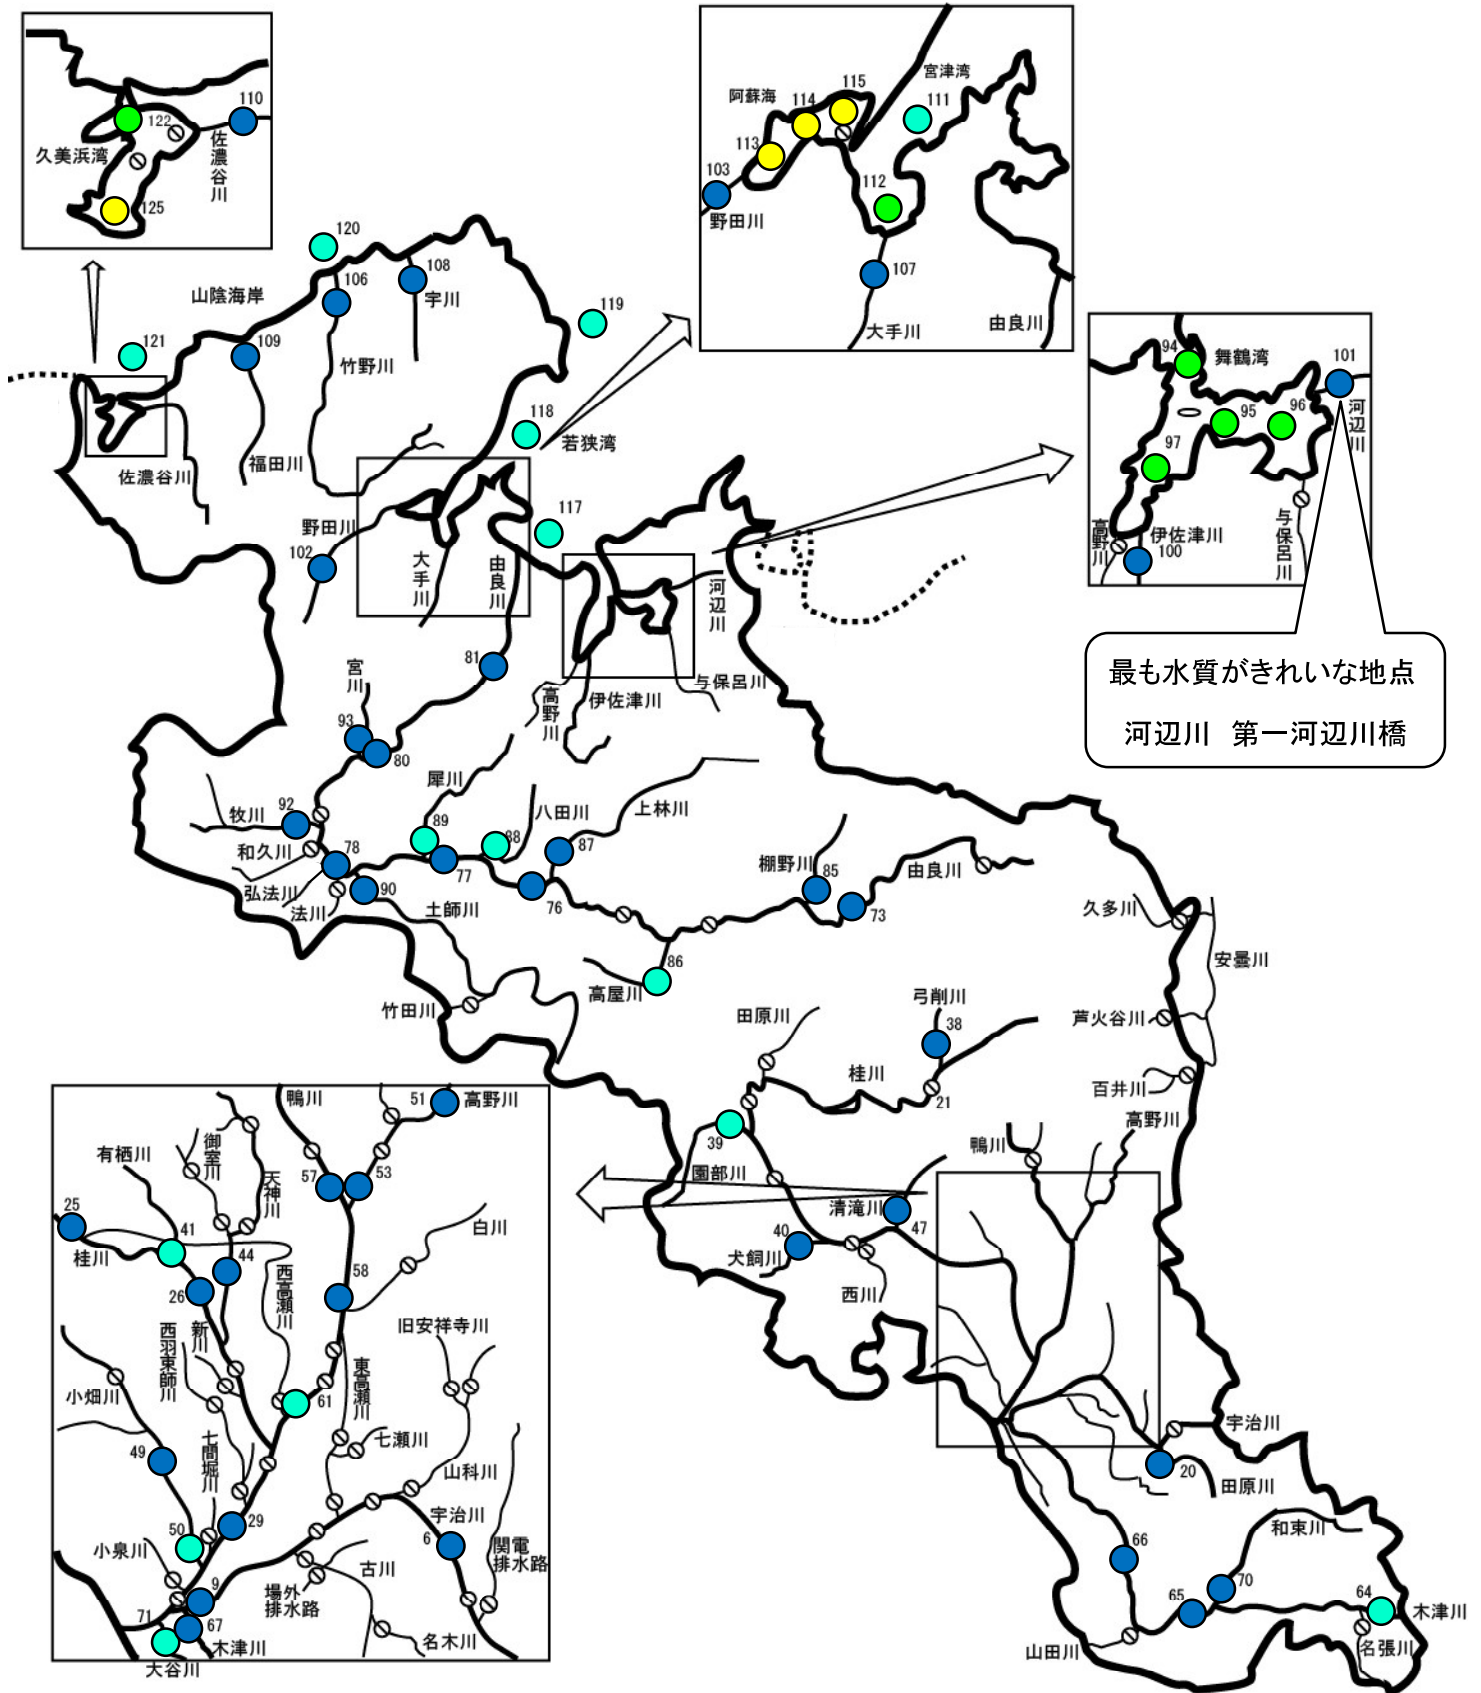 110
122
久美浜湾
佐濃谷川
125
阿蘇海
115
宮津湾
114
111
113
103
112
野田川
107
大手川
由良川
94
舞鶴湾
101
95
96
河辺川
97
高野川
伊佐津川
100
与保呂川
最も水質がきれいな地点
河辺川 第一河辺川橋
120
山陰海岸
106
108
宇川
119
121
109
竹野川
118
若狭湾
福田川
佐濃谷川
117
野田川
102
大手川
由良川
河辺川
81
宮川
与保呂川
高野川
伊佐津川
93
80
犀川
牧川
92
八田川
上林川
89
88
和久川
78
87
77
棚野川
85
由良川
弘法川
90
76
73
法川
土師川
久多川
86
安曇川
高屋川
竹田川
田原川
弓削川
38
芦火谷川
桂川
21
百井川
39
高野川
鴨川
園部川
清滝川
47
40
犬飼川
西川
宇治川
20
田原川
66
和束川
70
65
64
木津川
山田川
名張川
鴨川
51
高野川
有栖川
御室川
天神川
57
53
25
41
白川
桂川
44
西高瀬川
58
26
旧安祥寺川
西羽束師川
新川
東高瀬川
小畑川
61
七瀬川
49
七間堀川
山科川
29
宇治川
50
6
関電
排水路
小泉川
古川
9
場外
排水路
71
67
木津川
名木川
大谷川